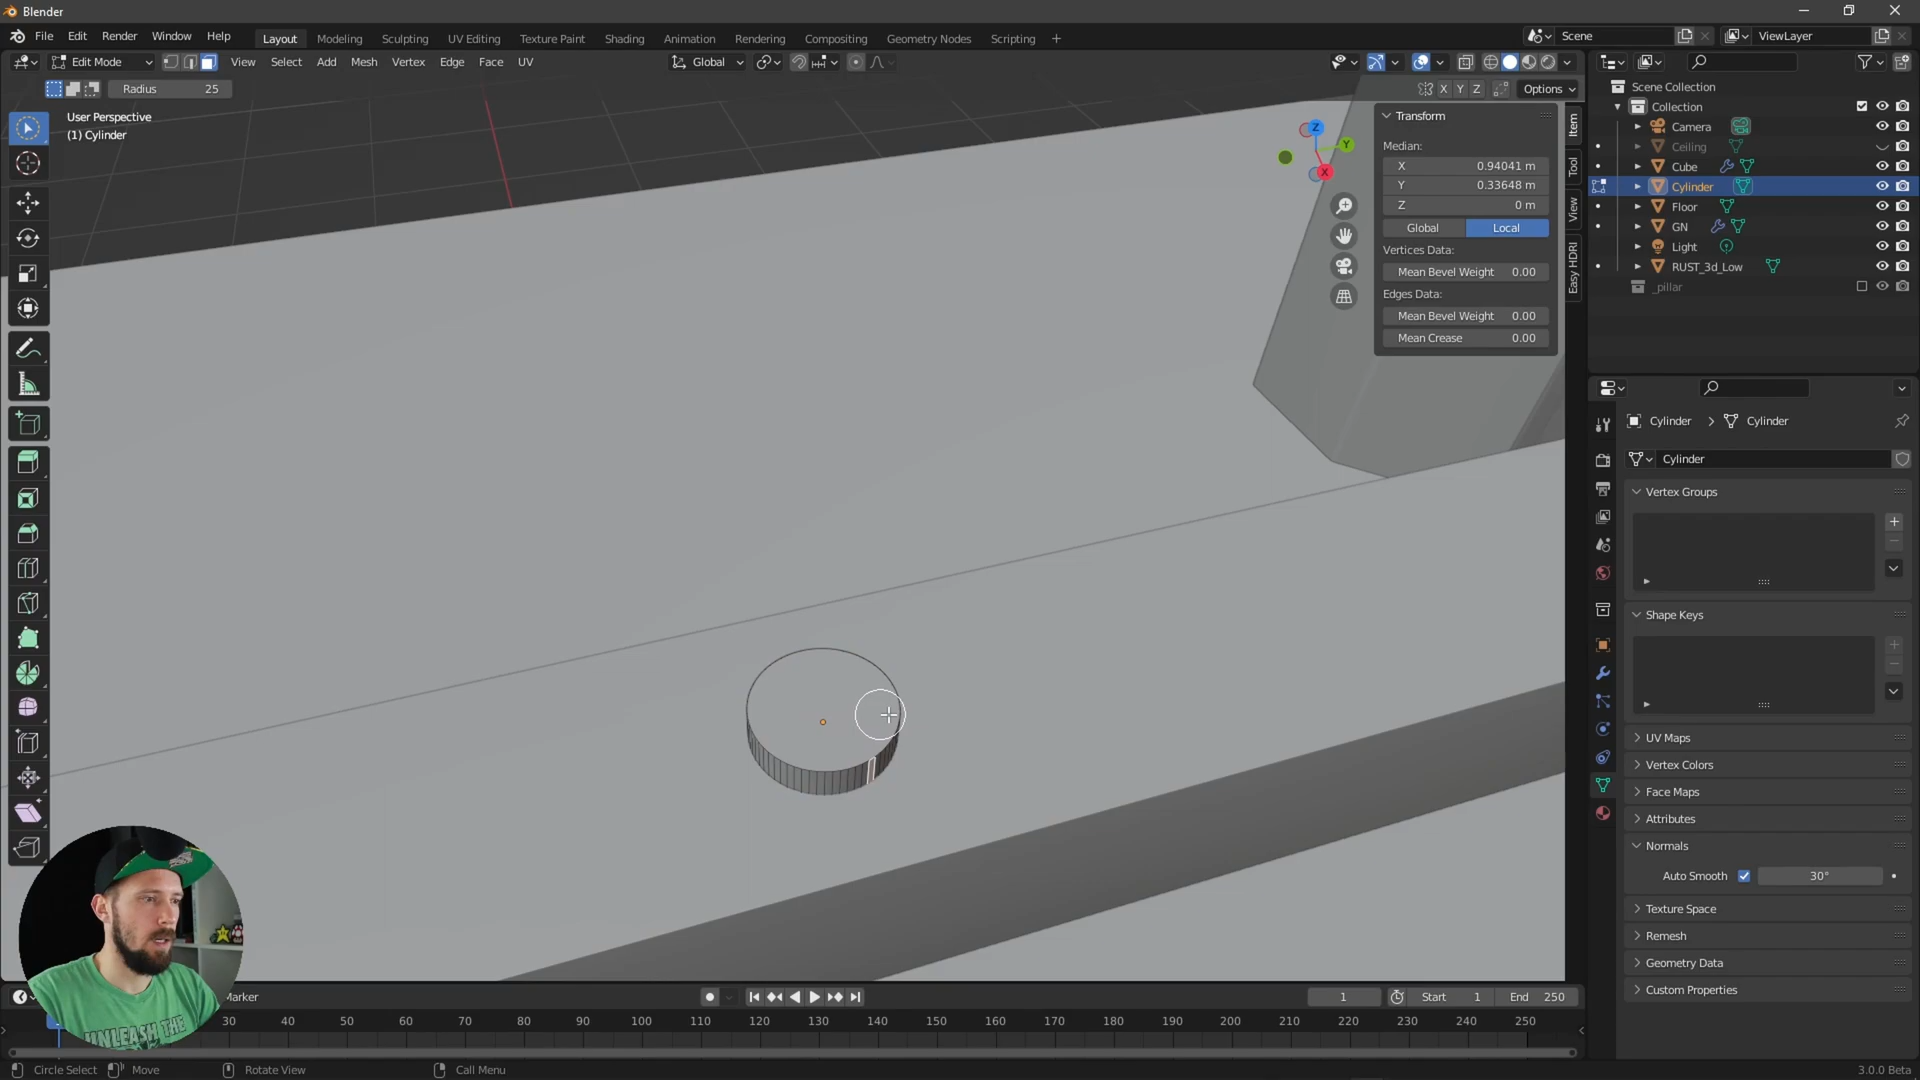 Blender
File Edit Render Window Help
Layout Modeling Sculpting UV Editing Texture Paint Shading Animation Rendering Compositing Geometry Nodes Scripting +
Scene
ViewLayer
Edit Mode View Select Add Mesh Vertex Edge Face UV
Global
Radius 25
X Y Z Options
User Perspective
(1) Cylinder
Z
Y
X
Transform
Median:
X 0.94041 m
Y 0.33648 m
Z 0 m
Global Local
Vertices Data:
Mean Bevel Weight 0.00
Edges Data:
Mean Bevel Weight 0.00
Mean Crease 0.00
Item
Tool
View
Easy HDRI
Scene Collection
Collection
Camera
Ceiling
Cube
Cylinder
Floor
GN
Light
RUST_3d_Low
_pillar
Cylinder > Cylinder
Cylinder
Vertex Groups
Shape Keys
UV Maps
Vertex Colors
Face Maps
Attributes
Normals
Auto Smooth 30°
Texture Space
Remesh
Geometry Data
Custom Properties
UNLEASH THE
Marker
1 Start 1 End 250
30 40 50 60 70 80 90 100 110 120 130 140 150 160 170 180 190 200 210 220 230 240 250
Circle Select Move Rotate View Call Menu
3.0.0 Beta